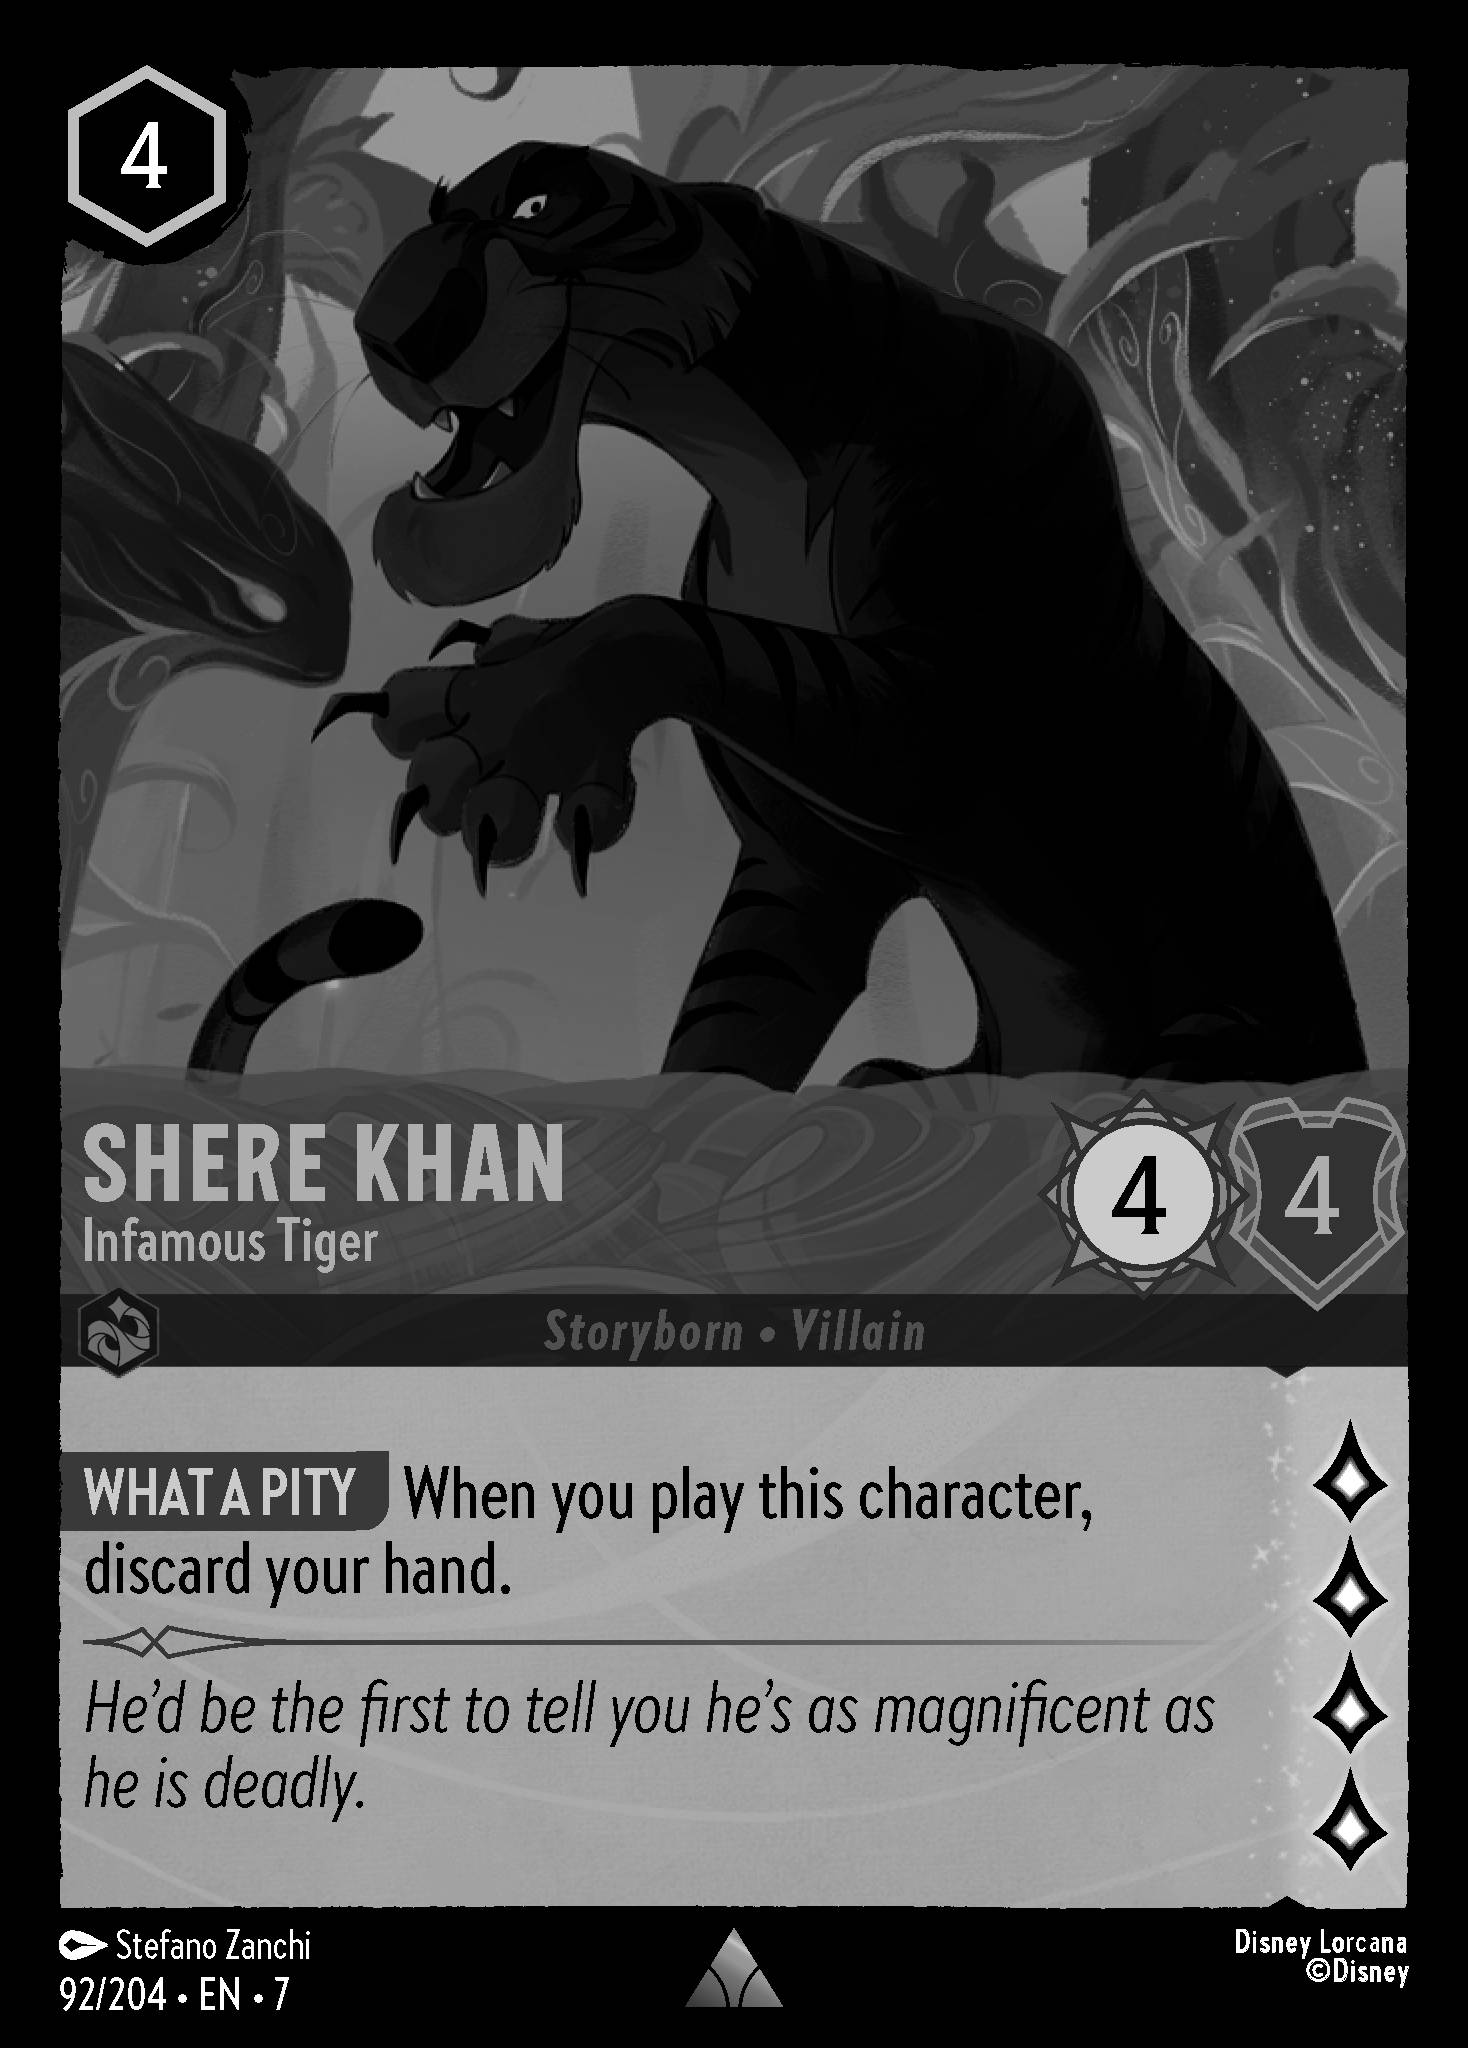 4
SHERE KHAN
Infamous Tiger
4 4
Storyborn • Villain
WHAT A PITY When you play this character,
discard your hand.
He’d be the first to tell you he’s as magnificent as
he is deadly.
Stefano Zanchi
92/204 • EN • 7
Disney Lorcana
©Disney